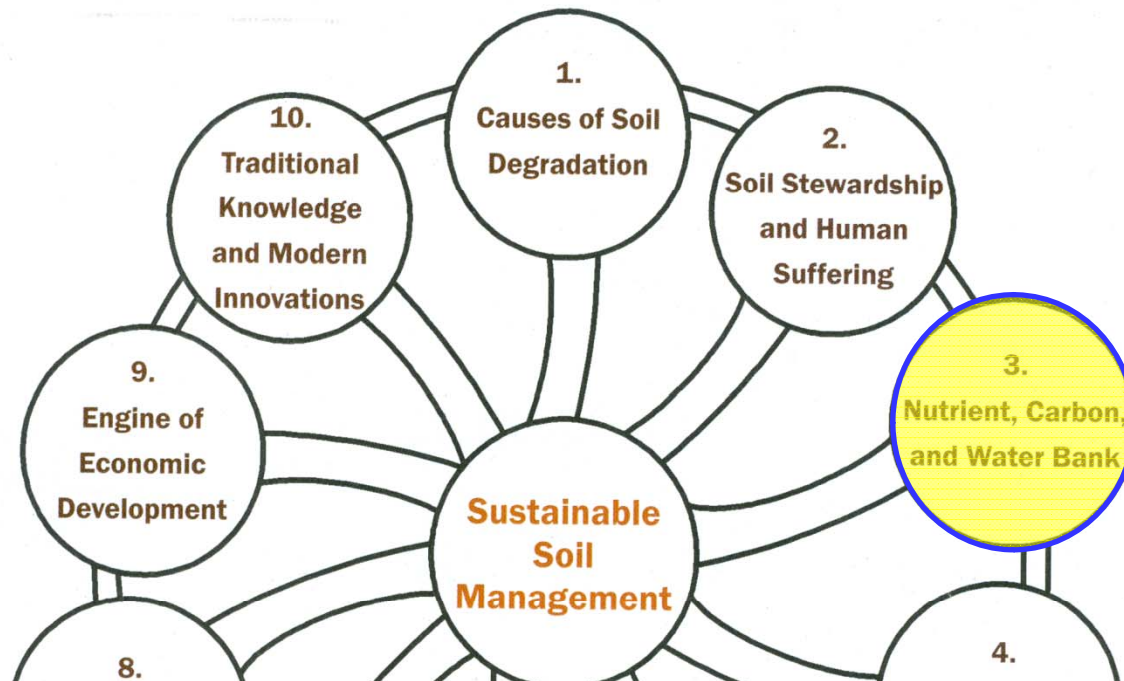 1.
Causes of Soil
Degradation
2.
Soil Stewardship
and Human
Suffering
3.
Nutrient, Carbon,
and Water Bank
4.
Sustainable
Soil
Management
8.
9.
Engine of
Economic
Development
10.
Traditional
Knowledge
and Modern
Innovations